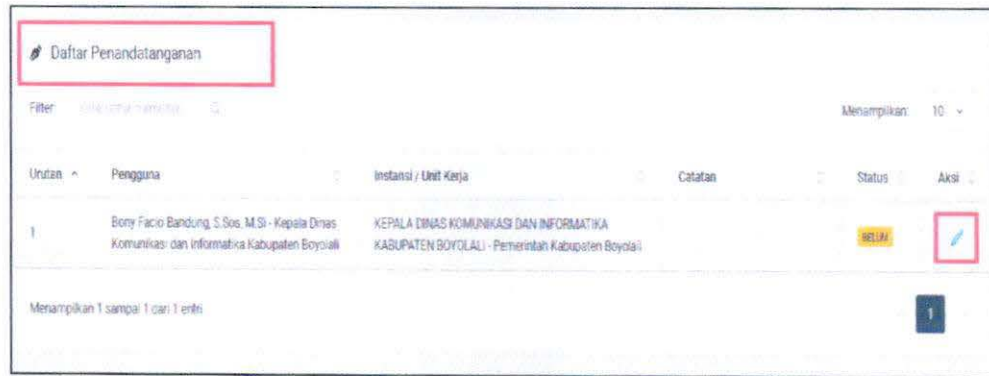 Daftar Penandatanganan
Filter
Menampilkan: 10
Urutan Pengguna Instansi / Unit Kerja Catatan Status Aksi
1 Bony Facio Bandung, S.Sos, M.Si - Kepala Dinas KEPALA DINAS KOMUNIKASI DAN INFORMATIKA BELUM
Komunikasi dan Informatika Kabupaten Boyolali KABUPATEN BOYOLALI - Pemerintah Kabupaten Boyolali
Menampilkan 1 sampai 1 dari 1 entri
1